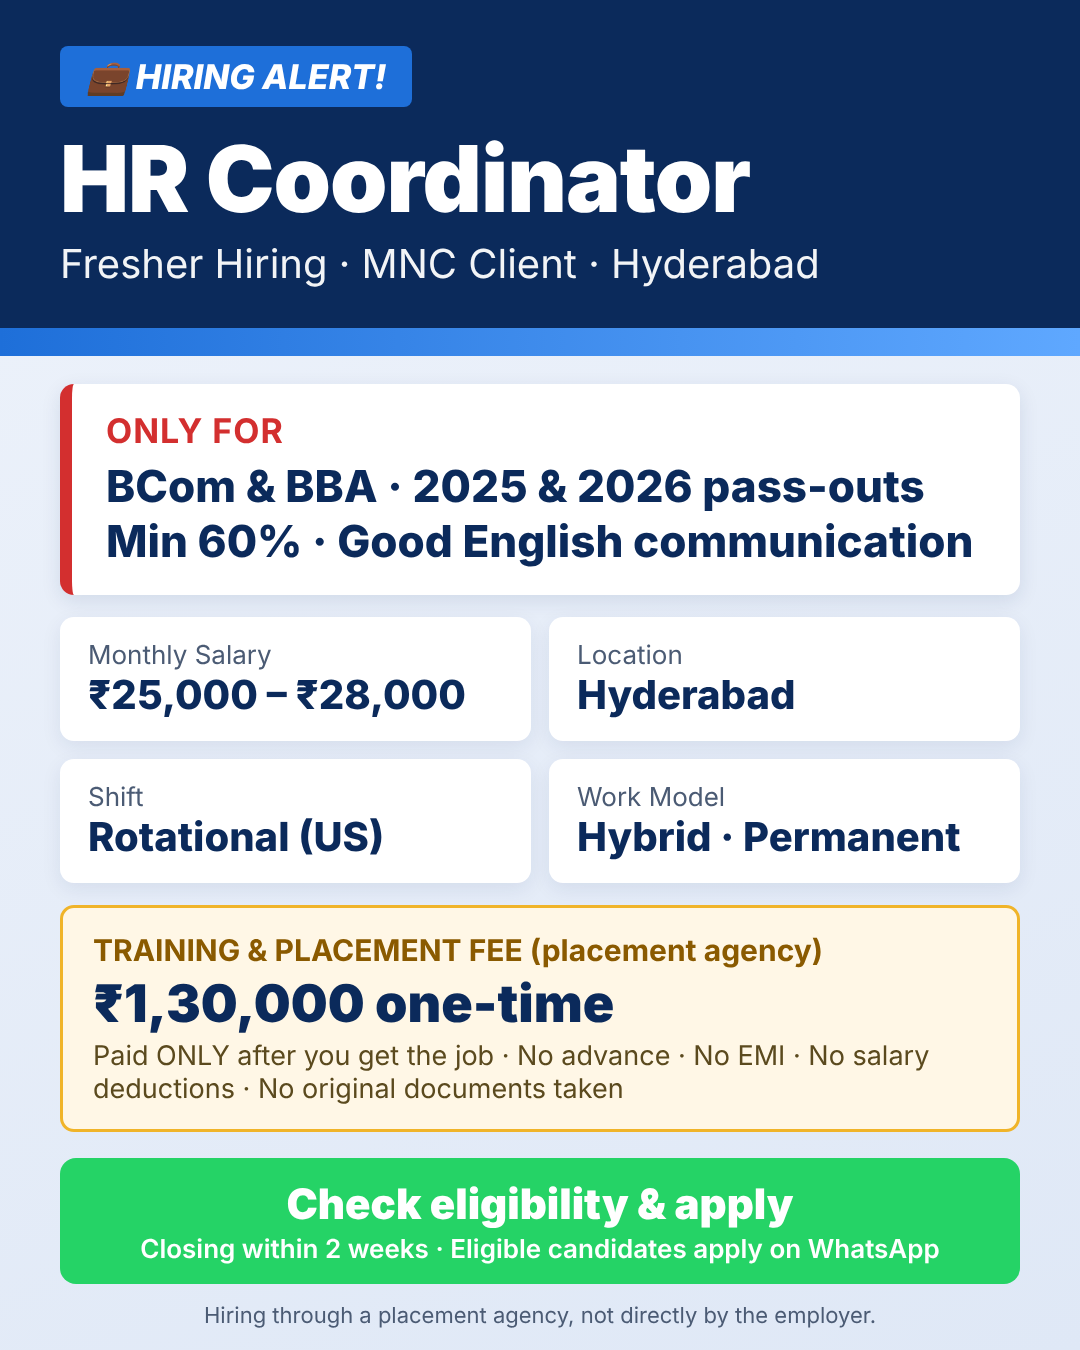 💼 HIRING ALERT!
HR Coordinator
Fresher Hiring · MNC Client · Hyderabad
ONLY FOR
BCom & BBA · 2025 & 2026 pass-outs
Min 60% · Good English communication
Monthly Salary
₹25,000 – ₹28,000
Location
Hyderabad
Shift
Rotational (US)
Work Model
Hybrid · Permanent
TRAINING & PLACEMENT FEE (placement agency)
₹1,30,000 one-time
Paid ONLY after you get the job · No advance · No EMI · No salary
deductions · No original documents taken
Check eligibility & apply
Closing within 2 weeks · Eligible candidates apply on WhatsApp
Hiring through a placement agency, not directly by the employer.